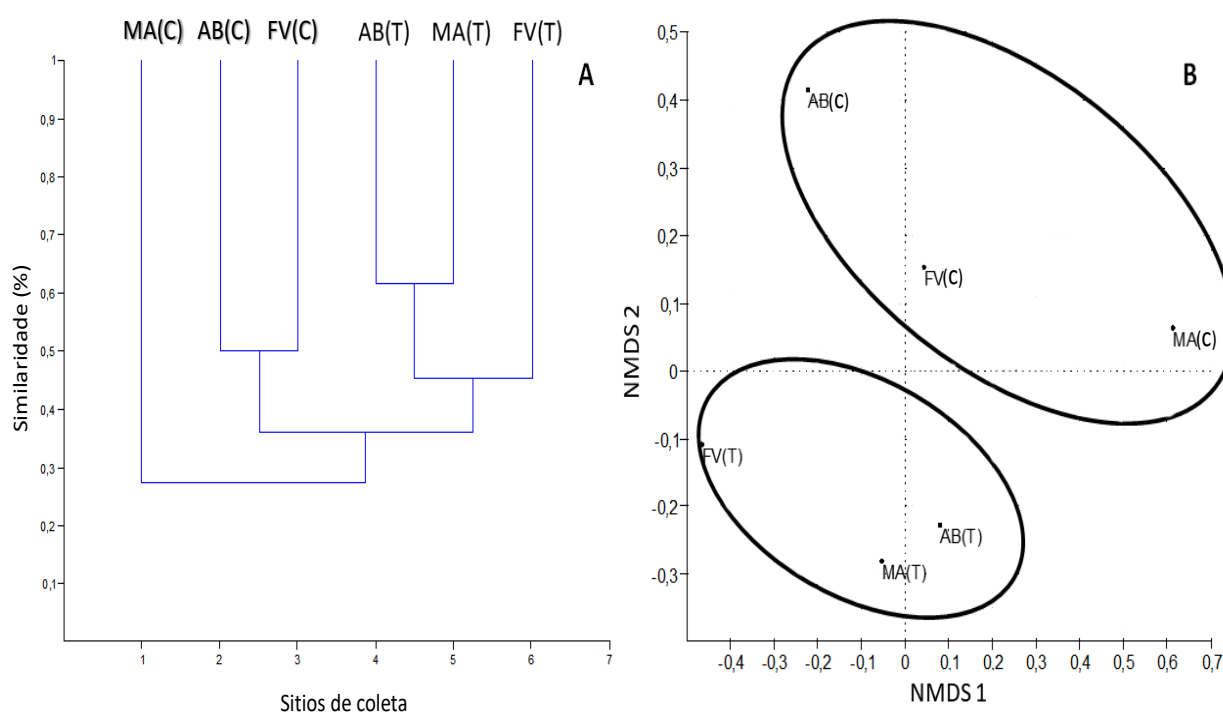 MA(C) AB(C) FV(C) AB(T) MA(T) FV(T)
A
1
0,9
0,8
0,7
0,6
0,5
0,4
0,3
0,2
0,1
Similaridade (%)
1 2 3 4 5 6 7
Sitios de coleta
B
0,5
0,4
0,3
0,2
0,1
0
-0,1
-0,2
-0,3
NMDS 2
AB(C)
FV(C)
MA(C)
FV(T)
AB(T)
MA(T)
-0,4 -0,3 -0,2 -0,1 0 0,1 0,2 0,3 0,4 0,5 0,6 0,7
NMDS 1